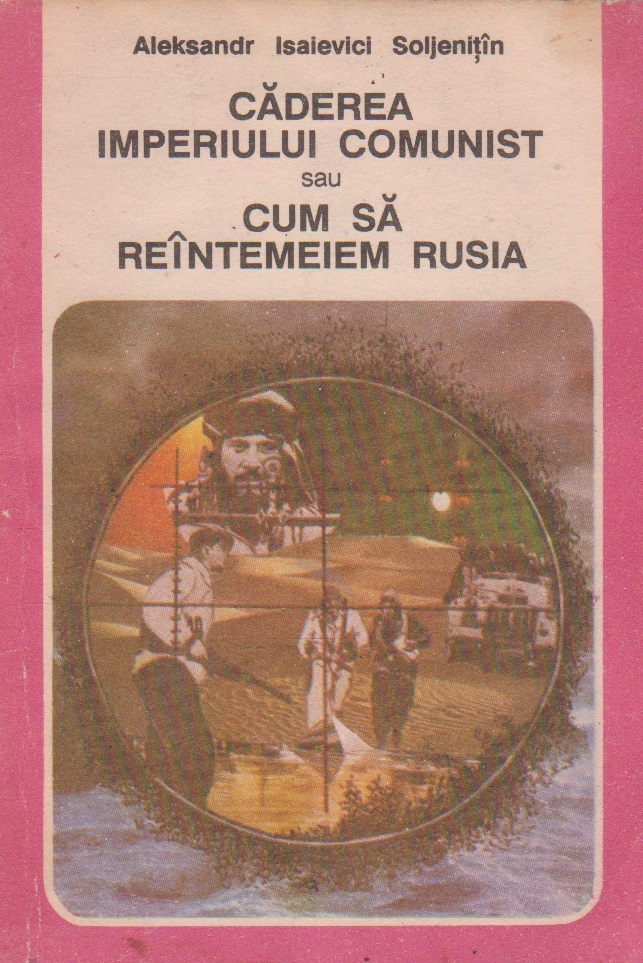 Aleksandr Isaievici Soljenițîn
CĂDEREA
IMPERIULUI COMUNIST
sau
CUM SĂ
REÎNTEMEIEM RUSIA